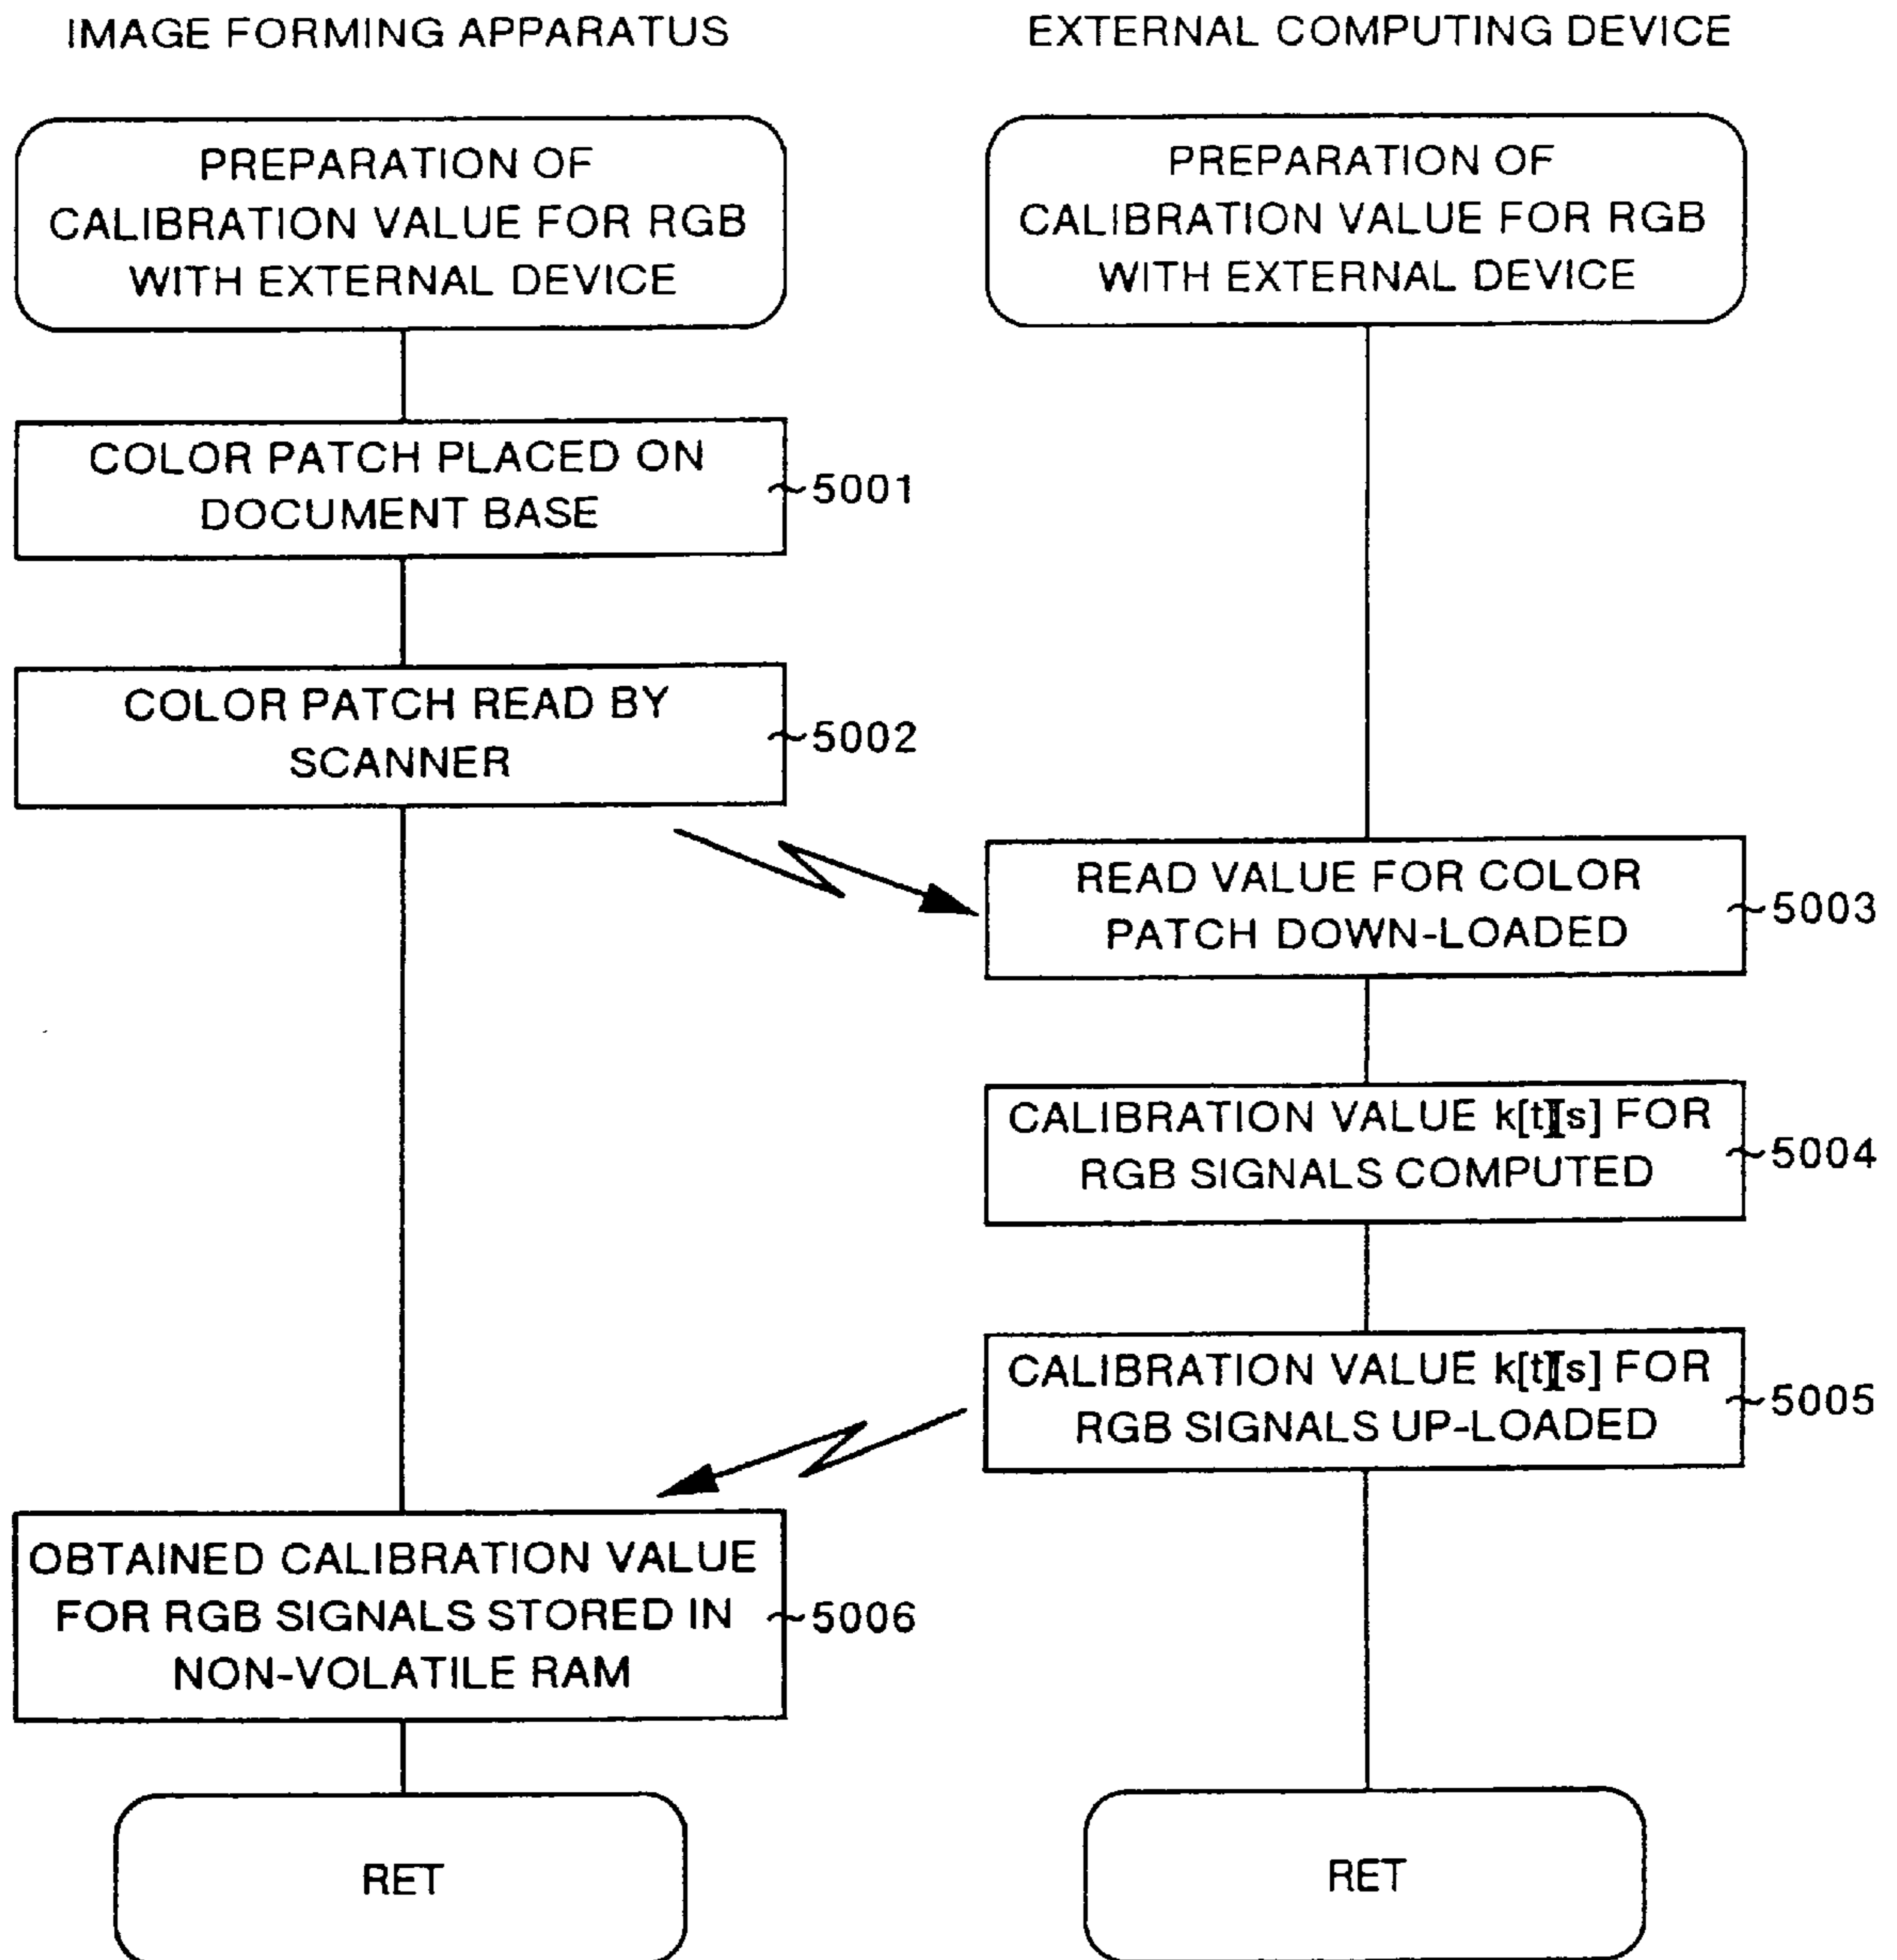 IMAGE FORMING APPARATUS
EXTERNAL COMPUTING DEVICE
PREPARATION OF
CALIBRATION VALUE FOR RGB
WITH EXTERNAL DEVICE
PREPARATION OF
CALIBRATION VALUE FOR RGB
WITH EXTERNAL DEVICE
COLOR PATCH PLACED ON
DOCUMENT BASE
5001
COLOR PATCH READ BY
SCANNER
5002
READ VALUE FOR COLOR
PATCH DOWN-LOADED
5003
CALIBRATION VALUE k[t][s] FOR
RGB SIGNALS COMPUTED
5004
CALIBRATION VALUE k[t][s] FOR
RGB SIGNALS UP-LOADED
5005
OBTAINED CALIBRATION VALUE
FOR RGB SIGNALS STORED IN
NON-VOLATILE RAM
5006
RET
RET